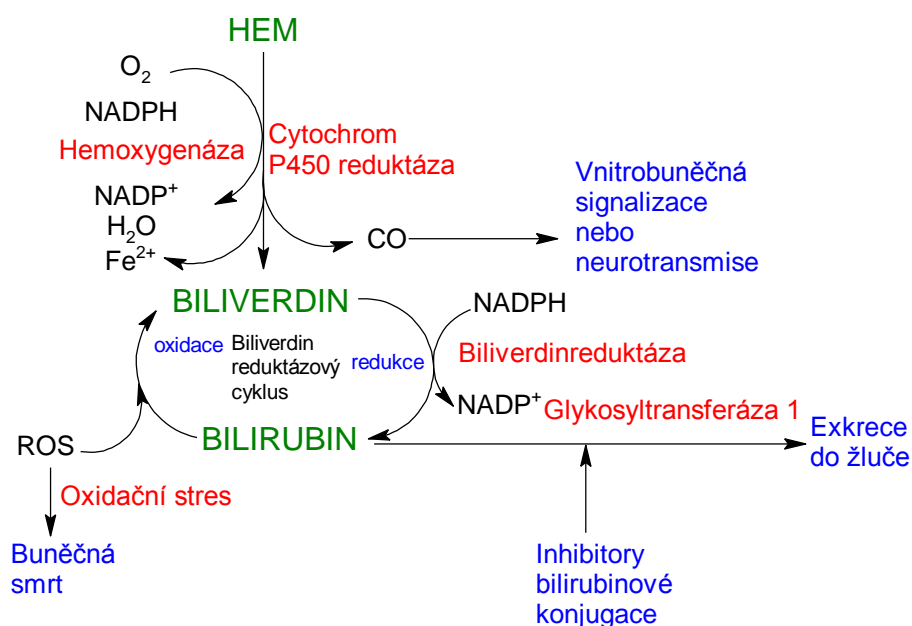 HEM
O₂
NADPH
Hemoxygenáza
Cytochrom
P450 reduktáza
NADP⁺
H₂O
Fe²⁺
CO
Vnitrobuněčná
signalizace
nebo
neurotransmise
BILIVERDIN
NADPH
oxidace
Biliverdin
reduktázový
cyklus
redukce
Biliverdinreduktáza
NADP⁺
Glykosyltransferáza 1
BILIRUBIN
Exkrece
do žluče
ROS
Oxidační stres
Buněčná
smrt
Inhibitory
bilirubinové
konjugace